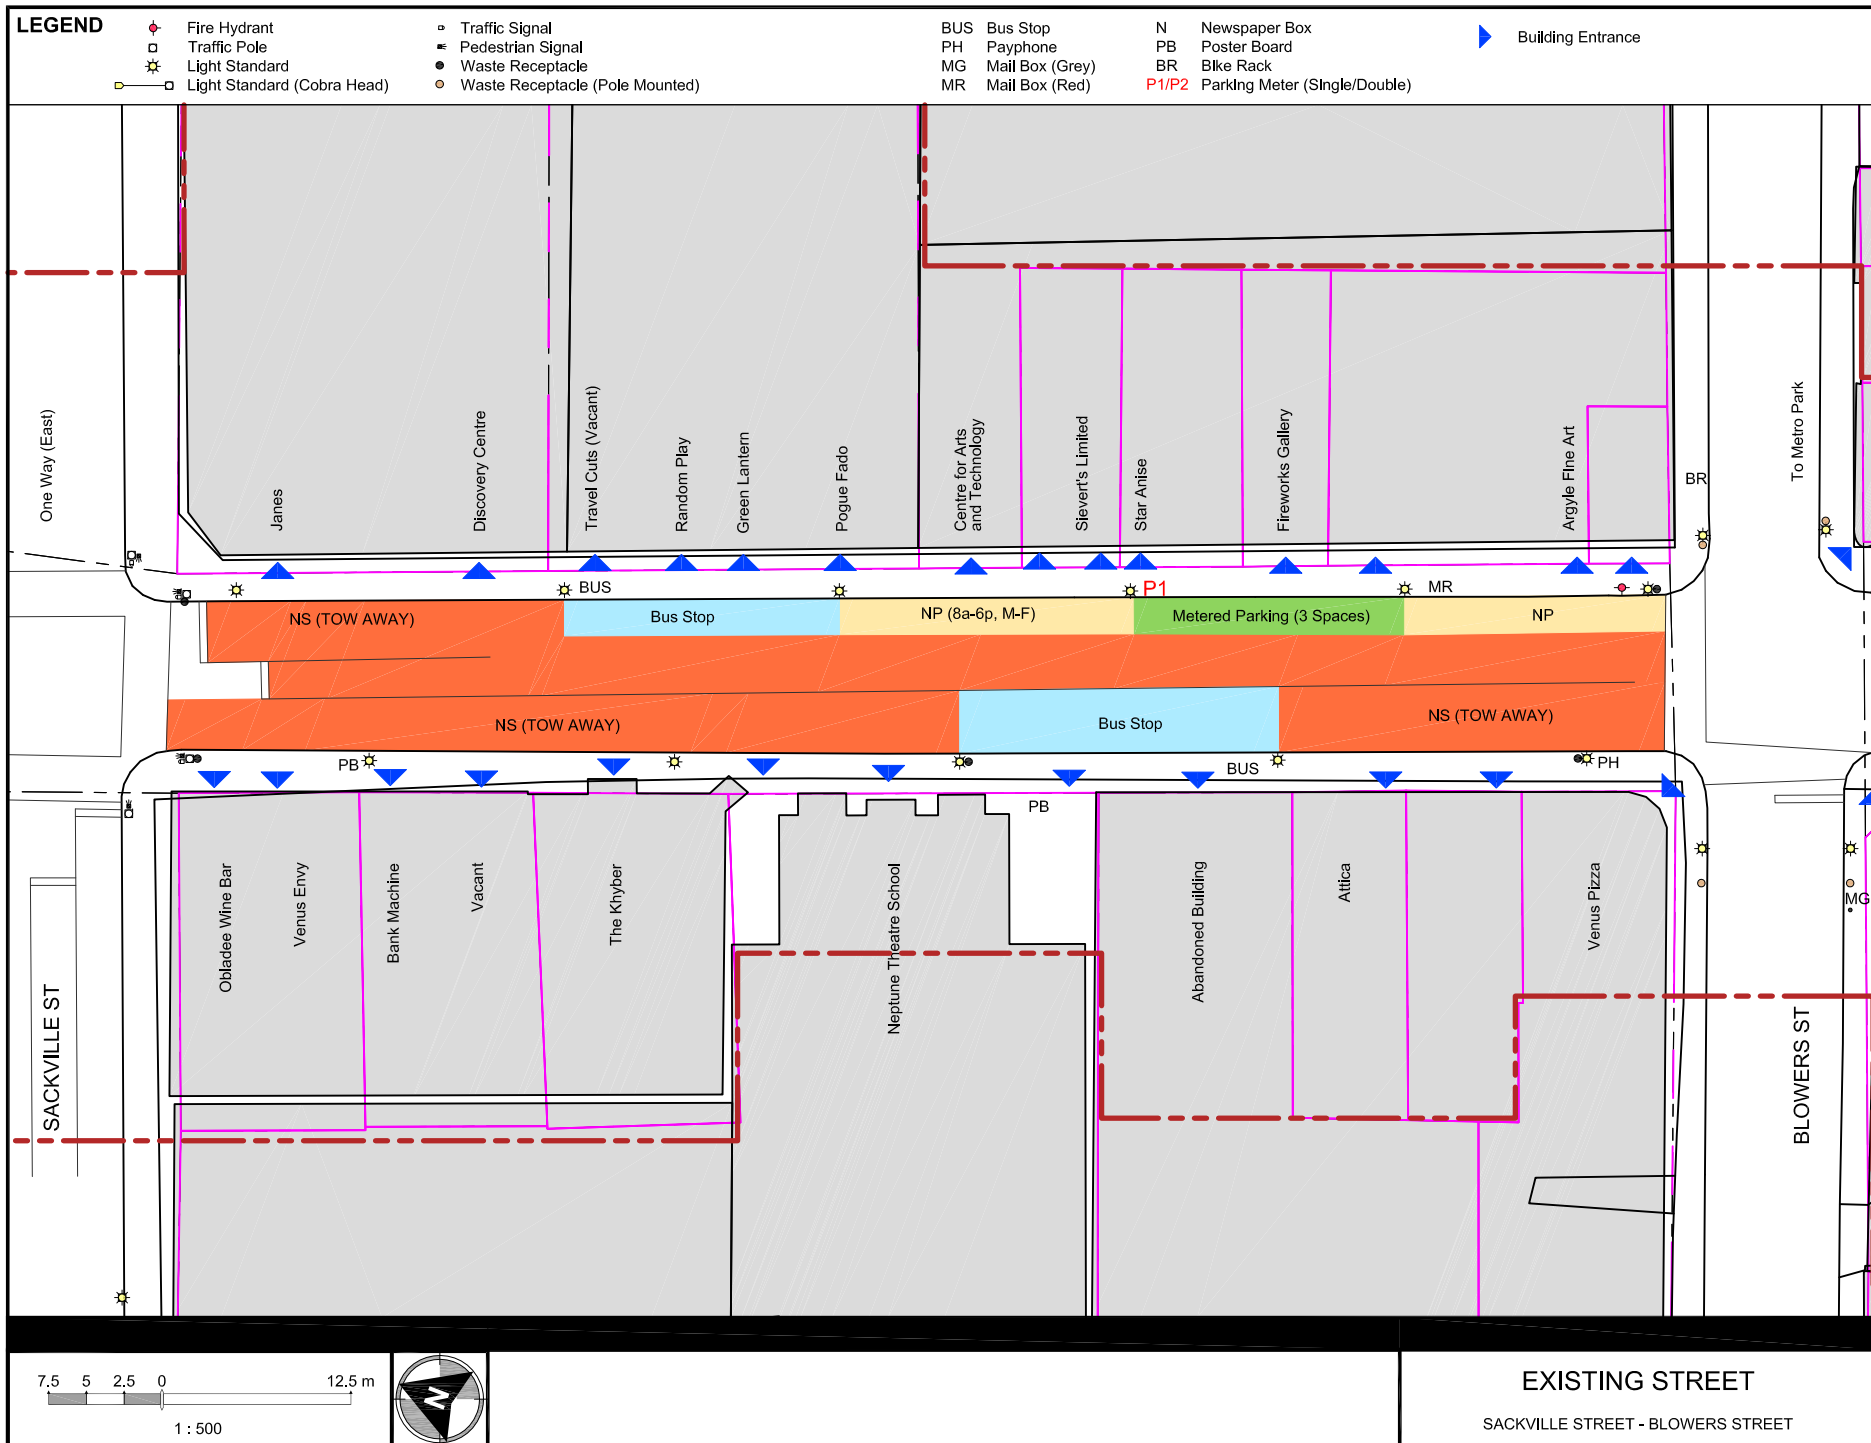 LEGEND
Fire Hydrant
Traffic Pole
Light Standard
Light Standard (Cobra Head)
Traffic Signal
Pedestrian Signal
Waste Receptacle
Waste Receptacle (Pole Mounted)
BUS Bus Stop
PH Payphone
MG Mail Box (Grey)
MR Mail Box (Red)
N Newspaper Box
PB Poster Board
BR Bike Rack
P1/P2 Parking Meter (Single/Double)
Building Entrance
One Way (East)
Janes
Discovery Centre
Travel Cuts (Vacant)
Random Play
Green Lantern
Pogue Fado
Centre for Arts
and Technology
Sievert's Limited
Star Anise
Fireworks Gallery
Argyle Fine Art
BR
To Metro Park
BUS
P1
MR
NS (TOW AWAY)
Bus Stop
NP (8a-6p, M-F)
Metered Parking (3 Spaces)
NP
NS (TOW AWAY)
Bus Stop
NS (TOW AWAY)
PB
BUS
PH
PB
Obladee Wine Bar
Venus Envy
Bank Machine
Vacant
The Khyber
Neptune Theatre School
Abandoned Building
Attica
Venus Pizza
MG
SACKVILLE ST
BLOWERS ST
7.5 5 2.5 0 12.5 m
1 : 500
N
EXISTING STREET
SACKVILLE STREET - BLOWERS STREET